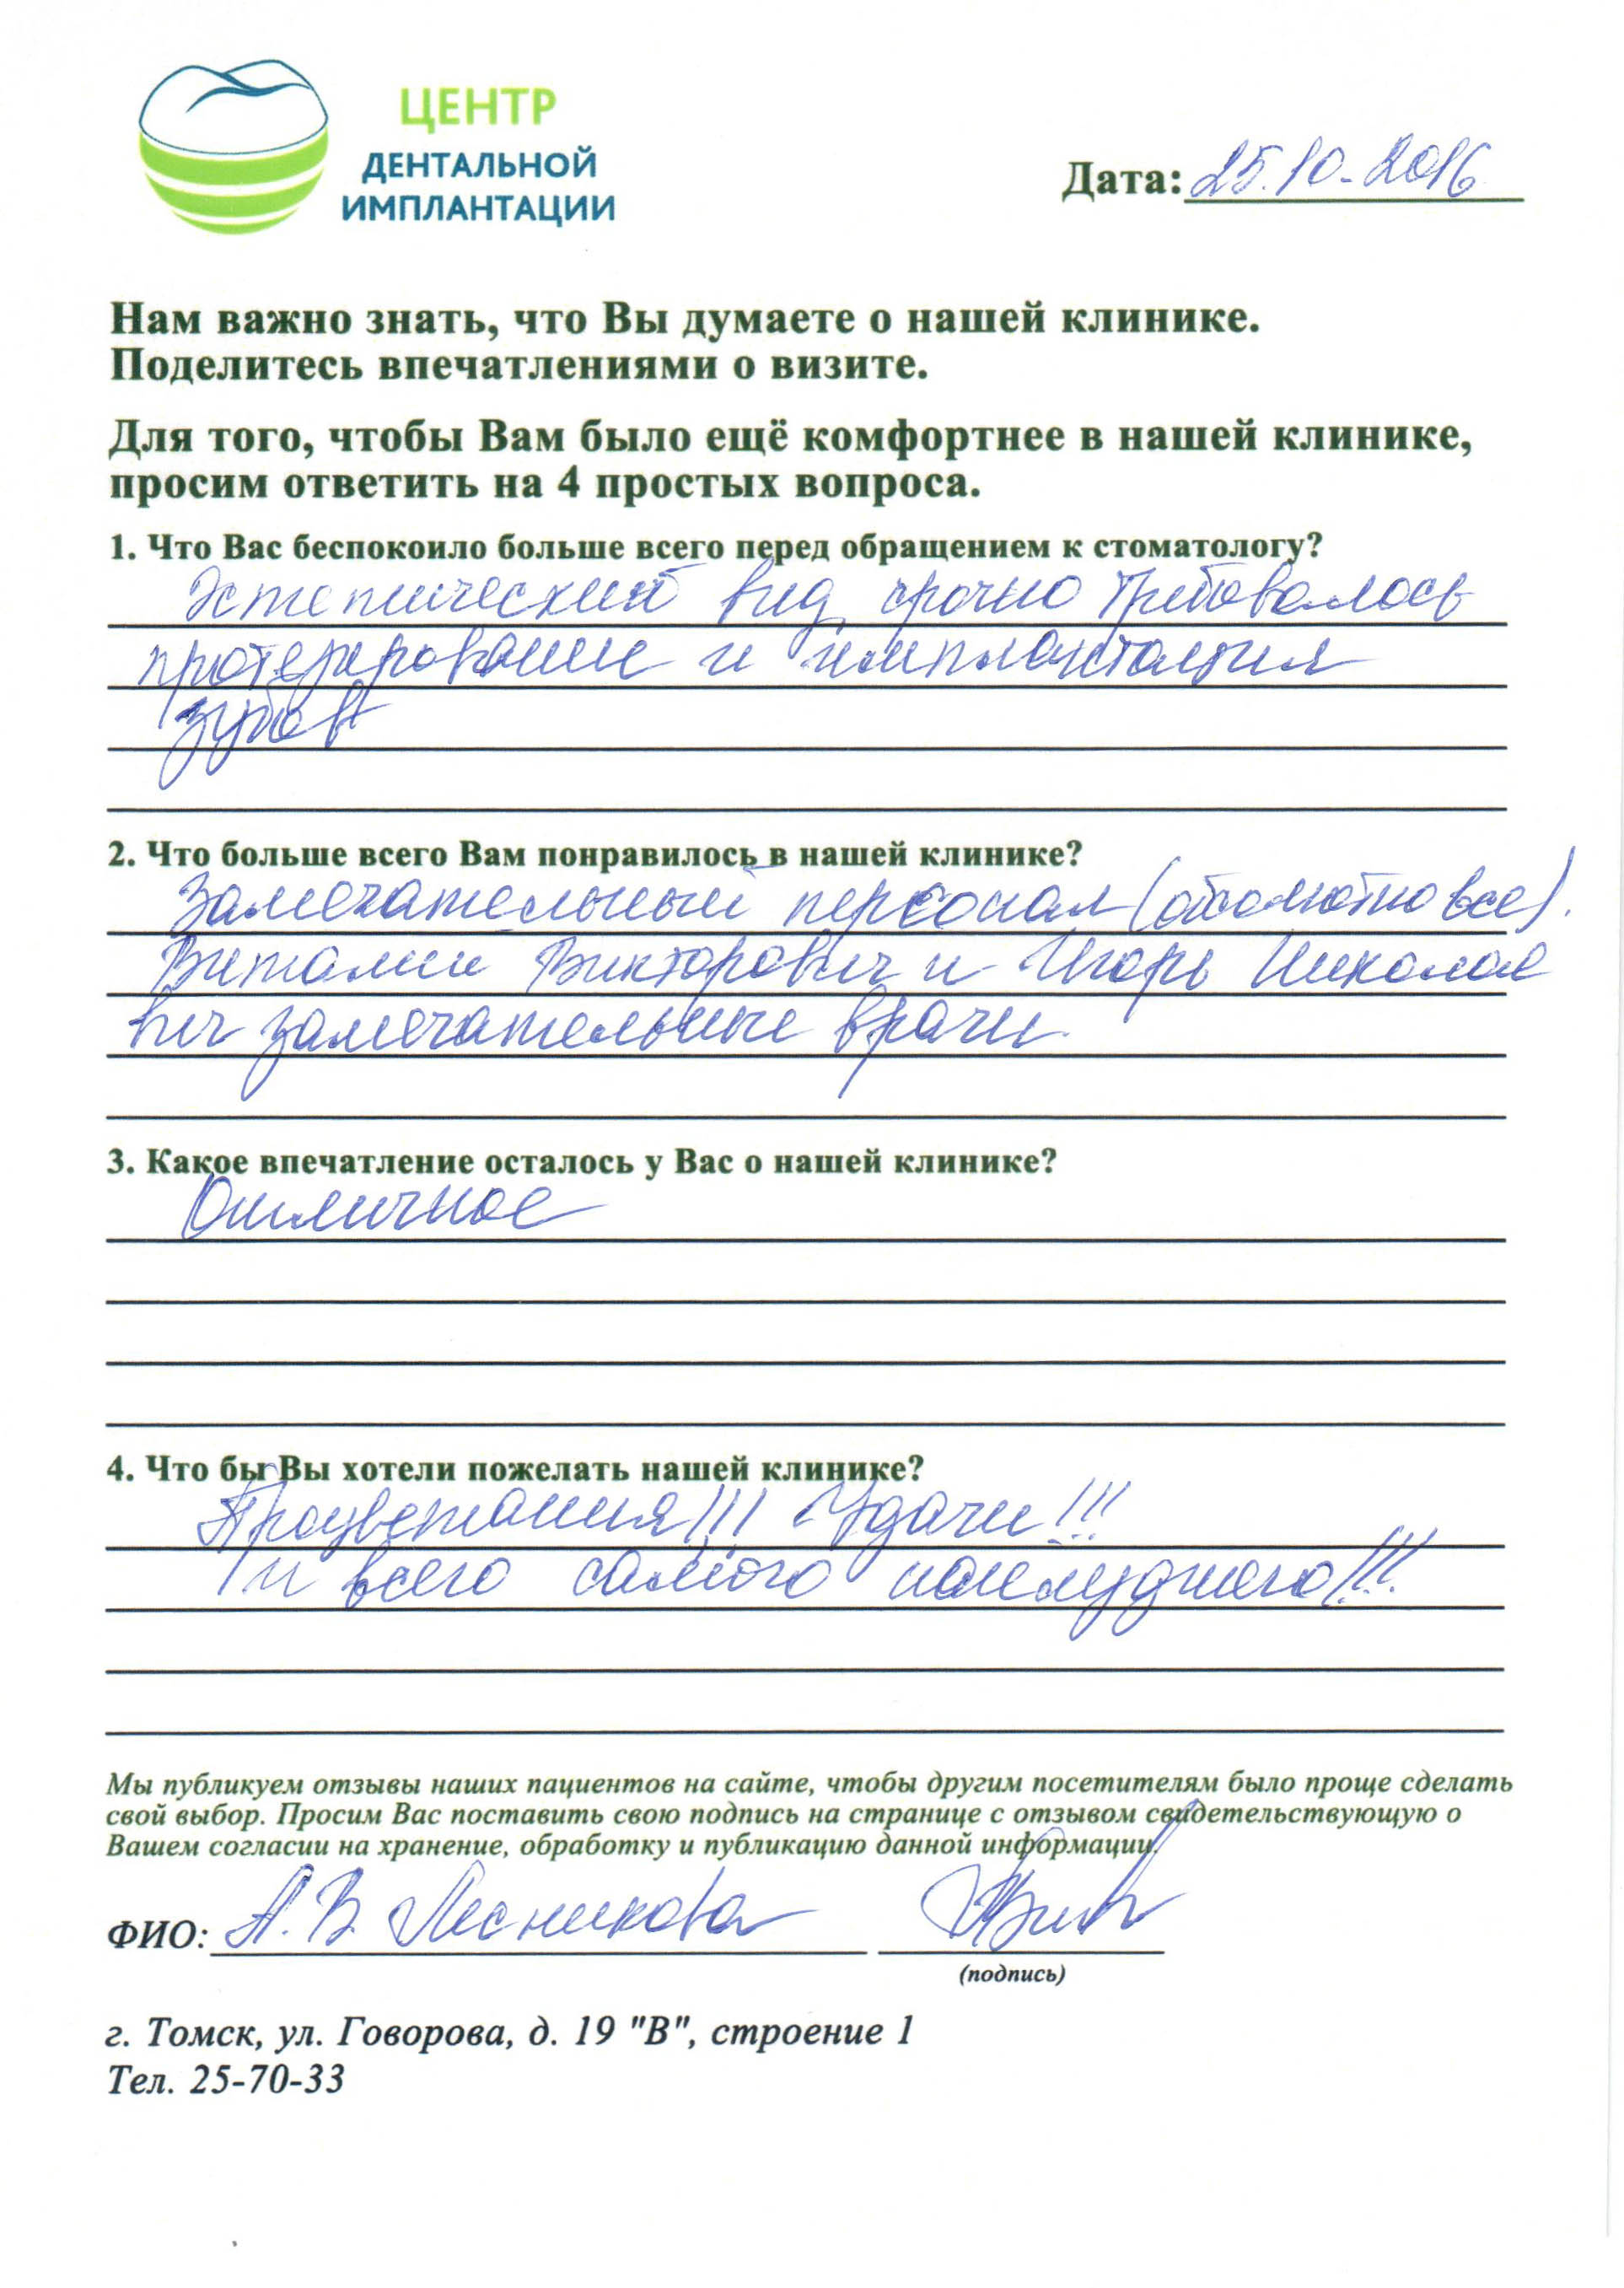 ЦЕНТР
ДЕНТАЛЬНОЙ
ИМПЛАНТАЦИИ
Дата: 25.10.2016
Нам важно знать, что Вы думаете о нашей клинике.
Поделитесь впечатлениями о визите.
Для того, чтобы Вам было ещё комфортнее в нашей клинике,
просим ответить на 4 простых вопроса.
1. Что Вас беспокоило больше всего перед обращением к стоматологу?
Эстетический вид, срочно требовалось
протезирование и имплантация
зубов
2. Что больше всего Вам понравилось в нашей клинике?
Замечательный персонал (абсолютно все).
Виталий Викторович и Игорь Николае
вич замечательные врачи.
3. Какое впечатление осталось у Вас о нашей клинике?
Отличное
4. Что бы Вы хотели пожелать нашей клинике?
Процветания!!! Удачи!!!
и всего самого наилучшего!!!
Мы публикуем отзывы наших пациентов на сайте, чтобы другим посетителям было проще сделать
свой выбор. Просим Вас поставить свою подпись на странице с отзывом свидетельствующую о
Вашем согласии на хранение, обработку и публикацию данной информации.
ФИО: А.В. Лесникова
(подпись)
г. Томск, ул. Говорова, д. 19 "В", строение 1
Тел. 25-70-33